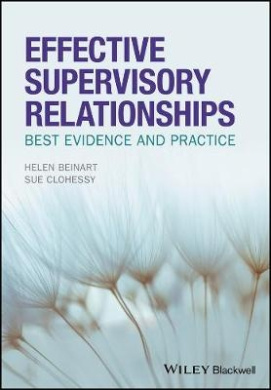 EFFECTIVE
SUPERVISORY
RELATIONSHIPS
BEST EVIDENCE AND PRACTICE
HELEN BEINART
SUE CLOHESSY
WILEY Blackwell